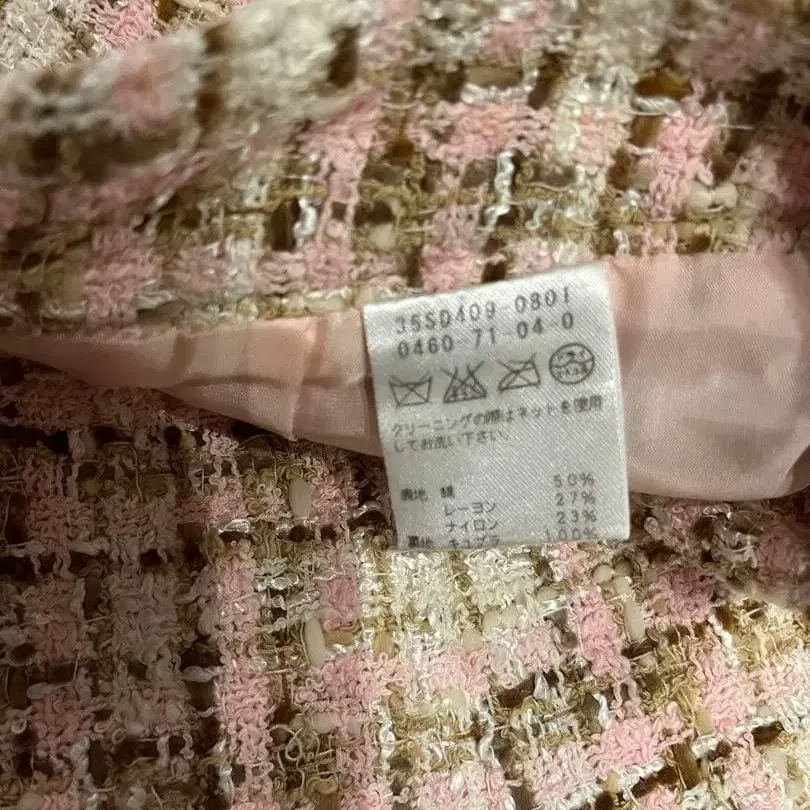 35SD409-0801
0460-71-04-0
クリーニングの際はネットを使用
してお洗い下さい。
表地 綿 50%
レーヨン 27%
ナイロン 23%
裏地 キュプラ 100%